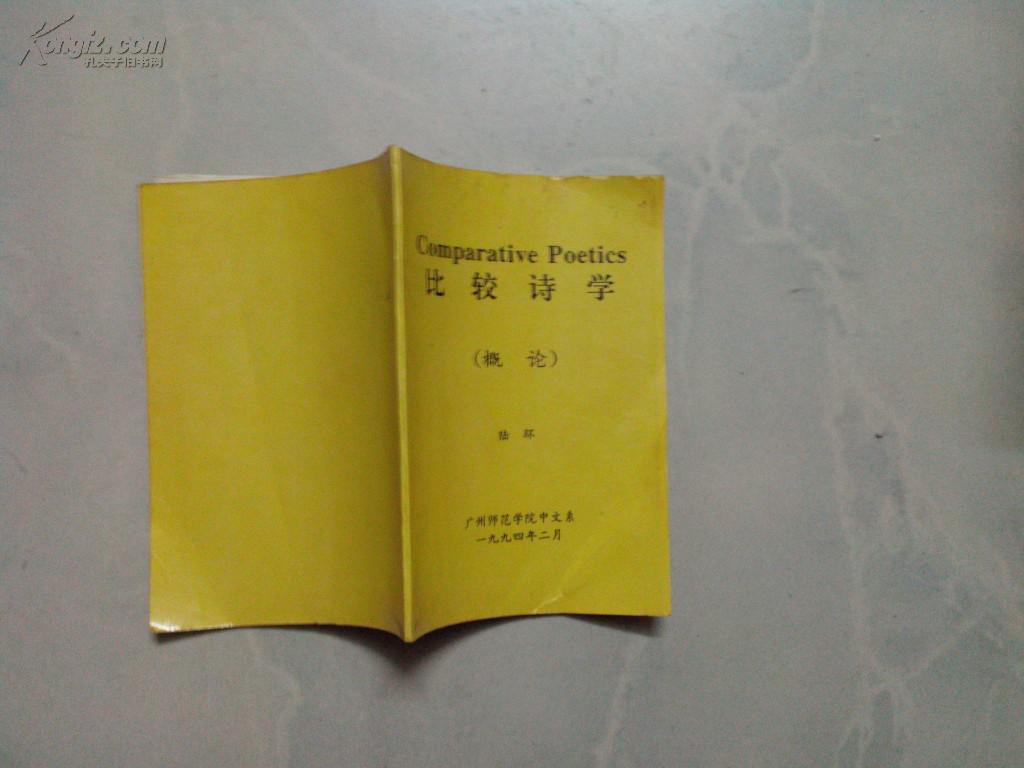 Kongfz.com
孔夫子旧书网
Comparative Poetics
比较诗学
(概论)
陆环
广州师范学院中文系
一九九四年二月